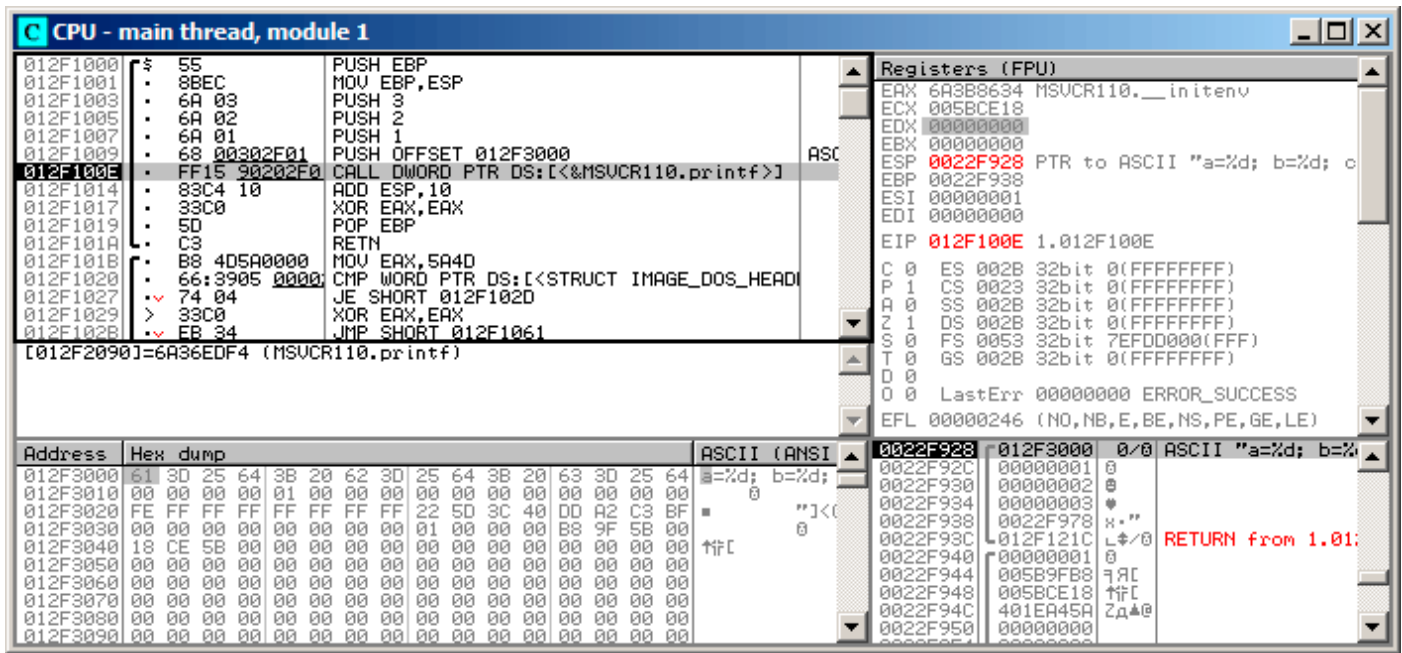 C CPU - main thread, module 1
012F1000 $ 55 PUSH EBP
012F1001 . 8BEC MOV EBP,ESP
012F1003 . 6A 03 PUSH 3
012F1005 . 6A 02 PUSH 2
012F1007 . 6A 01 PUSH 1
012F1009 . 68 00302F01 PUSH OFFSET 012F3000 ASC
012F100E . FF15 90202F0 CALL DWORD PTR DS:[<&MSVCR110.printf>]
012F1014 . 83C4 10 ADD ESP,10
012F1017 . 33C0 XOR EAX,EAX
012F1019 . 5D POP EBP
012F101A . C3 RETN
012F101B . B8 4D5A0000 MOV EAX,5A4D
012F1020 . 66:3905 0000 CMP WORD PTR DS:[<STRUCT IMAGE_DOS_HEAD
012F1027 . 74 04 JE SHORT 012F102D
012F1029 > 33C0 XOR EAX,EAX
012F102B . EB 34 JMP SHORT 012F1061
[012F2090]=6A36EDF4 (MSVCR110.printf)
Registers (FPU)
EAX 6A3B8634 MSVCR110.__initenv
ECX 005BCE18
EDX 00000000
EBX 00000000
ESP 0022F928 PTR to ASCII "a=%d; b=%d; c
EBP 0022F938
ESI 00000001
EDI 00000000
EIP 012F100E 1.012F100E
C 0 ES 002B 32bit 0(FFFFFFFF)
P 1 CS 0023 32bit 0(FFFFFFFF)
A 0 SS 002B 32bit 0(FFFFFFFF)
Z 1 DS 002B 32bit 0(FFFFFFFF)
S 0 FS 0053 32bit 7EFDD000(FFF)
T 0 GS 002B 32bit 0(FFFFFFFF)
D 0
O 0 LastErr 00000000 ERROR_SUCCESS
EFL 00000246 (NO,NB,E,BE,NS,PE,GE,LE)
Address Hex dump ASCII (ANSI
012F3000 61 3D 25 64 3B 20 62 3D 25 64 3B 20 63 3D 25 64 a=%d; b=%d;
012F3010 00 00 00 00 01 00 00 00 00 00 00 00 00 00 00 00
012F3020 FE FF FF FF FF FF FF FF 22 5D 3C 40 DD A2 C3 BF "]<
012F3030 00 00 00 00 00 00 00 00 01 00 00 00 B8 9F 5B 00
012F3040 18 CE 5B 00 00 00 00 00 00 00 00 00 00 00 00 00
012F3050 00 00 00 00 00 00 00 00 00 00 00 00 00 00 00 00
012F3060 00 00 00 00 00 00 00 00 00 00 00 00 00 00 00 00
012F3070 00 00 00 00 00 00 00 00 00 00 00 00 00 00 00 00
012F3080 00 00 00 00 00 00 00 00 00 00 00 00 00 00 00 00
012F3090 00 00 00 00 00 00 00 00 00 00 00 00 00 00 00 00
0022F928 012F3000 0/0 ASCII "a=%d; b=%
0022F92C 00000001
0022F930 00000002
0022F934 00000003 ♥
0022F938 0022F978 x∙"
0022F93C 012F121C ∟‡/0 RETURN from 1.01
0022F940 00000001
0022F944 005B9FB8 ╕Я[
0022F948 005BCE18 ↑╬[
0022F94C 401EA45A Zд▲@
0022F950 00000000